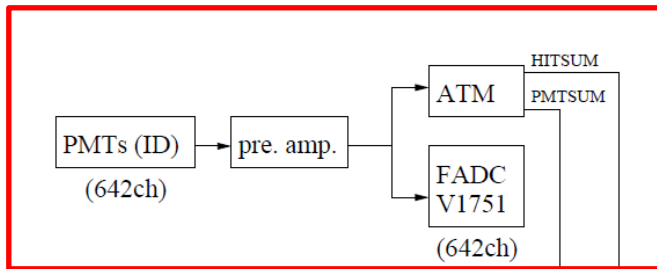 HITSUM
ATM
PMTSUM
PMTs (ID)
pre. amp.
(642ch)
FADC
V1751
(642ch)